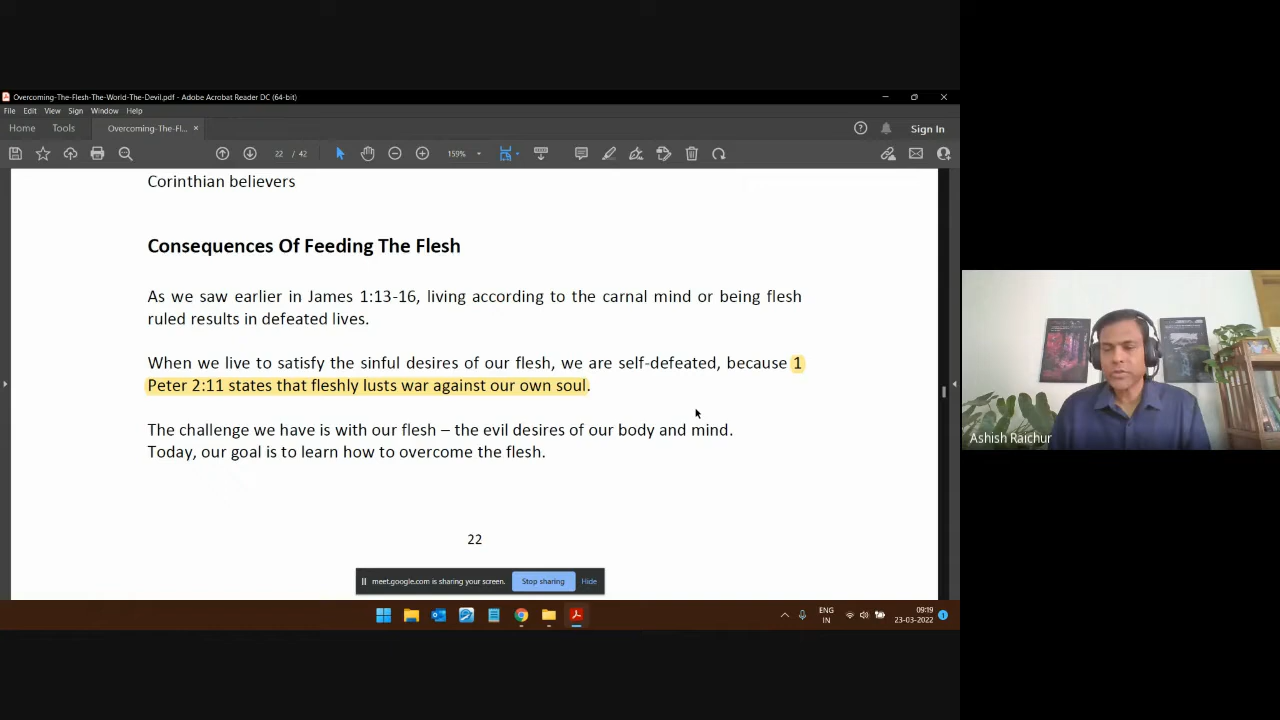 Overcoming-The-Flesh-The-World-The-Devil.pdf - Adobe Acrobat Reader DC (64-bit)
File Edit View Sign Window Help
Home Tools Overcoming-The-Fl... × Sign In
22 / 42 159%
Corinthian believers
Consequences Of Feeding The Flesh
As we saw earlier in James 1:13-16, living according to the carnal mind or being flesh
ruled results in defeated lives.
When we live to satisfy the sinful desires of our flesh, we are self-defeated, because 1
Peter 2:11 states that fleshly lusts war against our own soul.
The challenge we have is with our flesh – the evil desires of our body and mind.
Today, our goal is to learn how to overcome the flesh.
22
meet.google.com is sharing your screen. Stop sharing Hide
ENG
IN
09:19
23-03-2022
1
Ashish Raichur